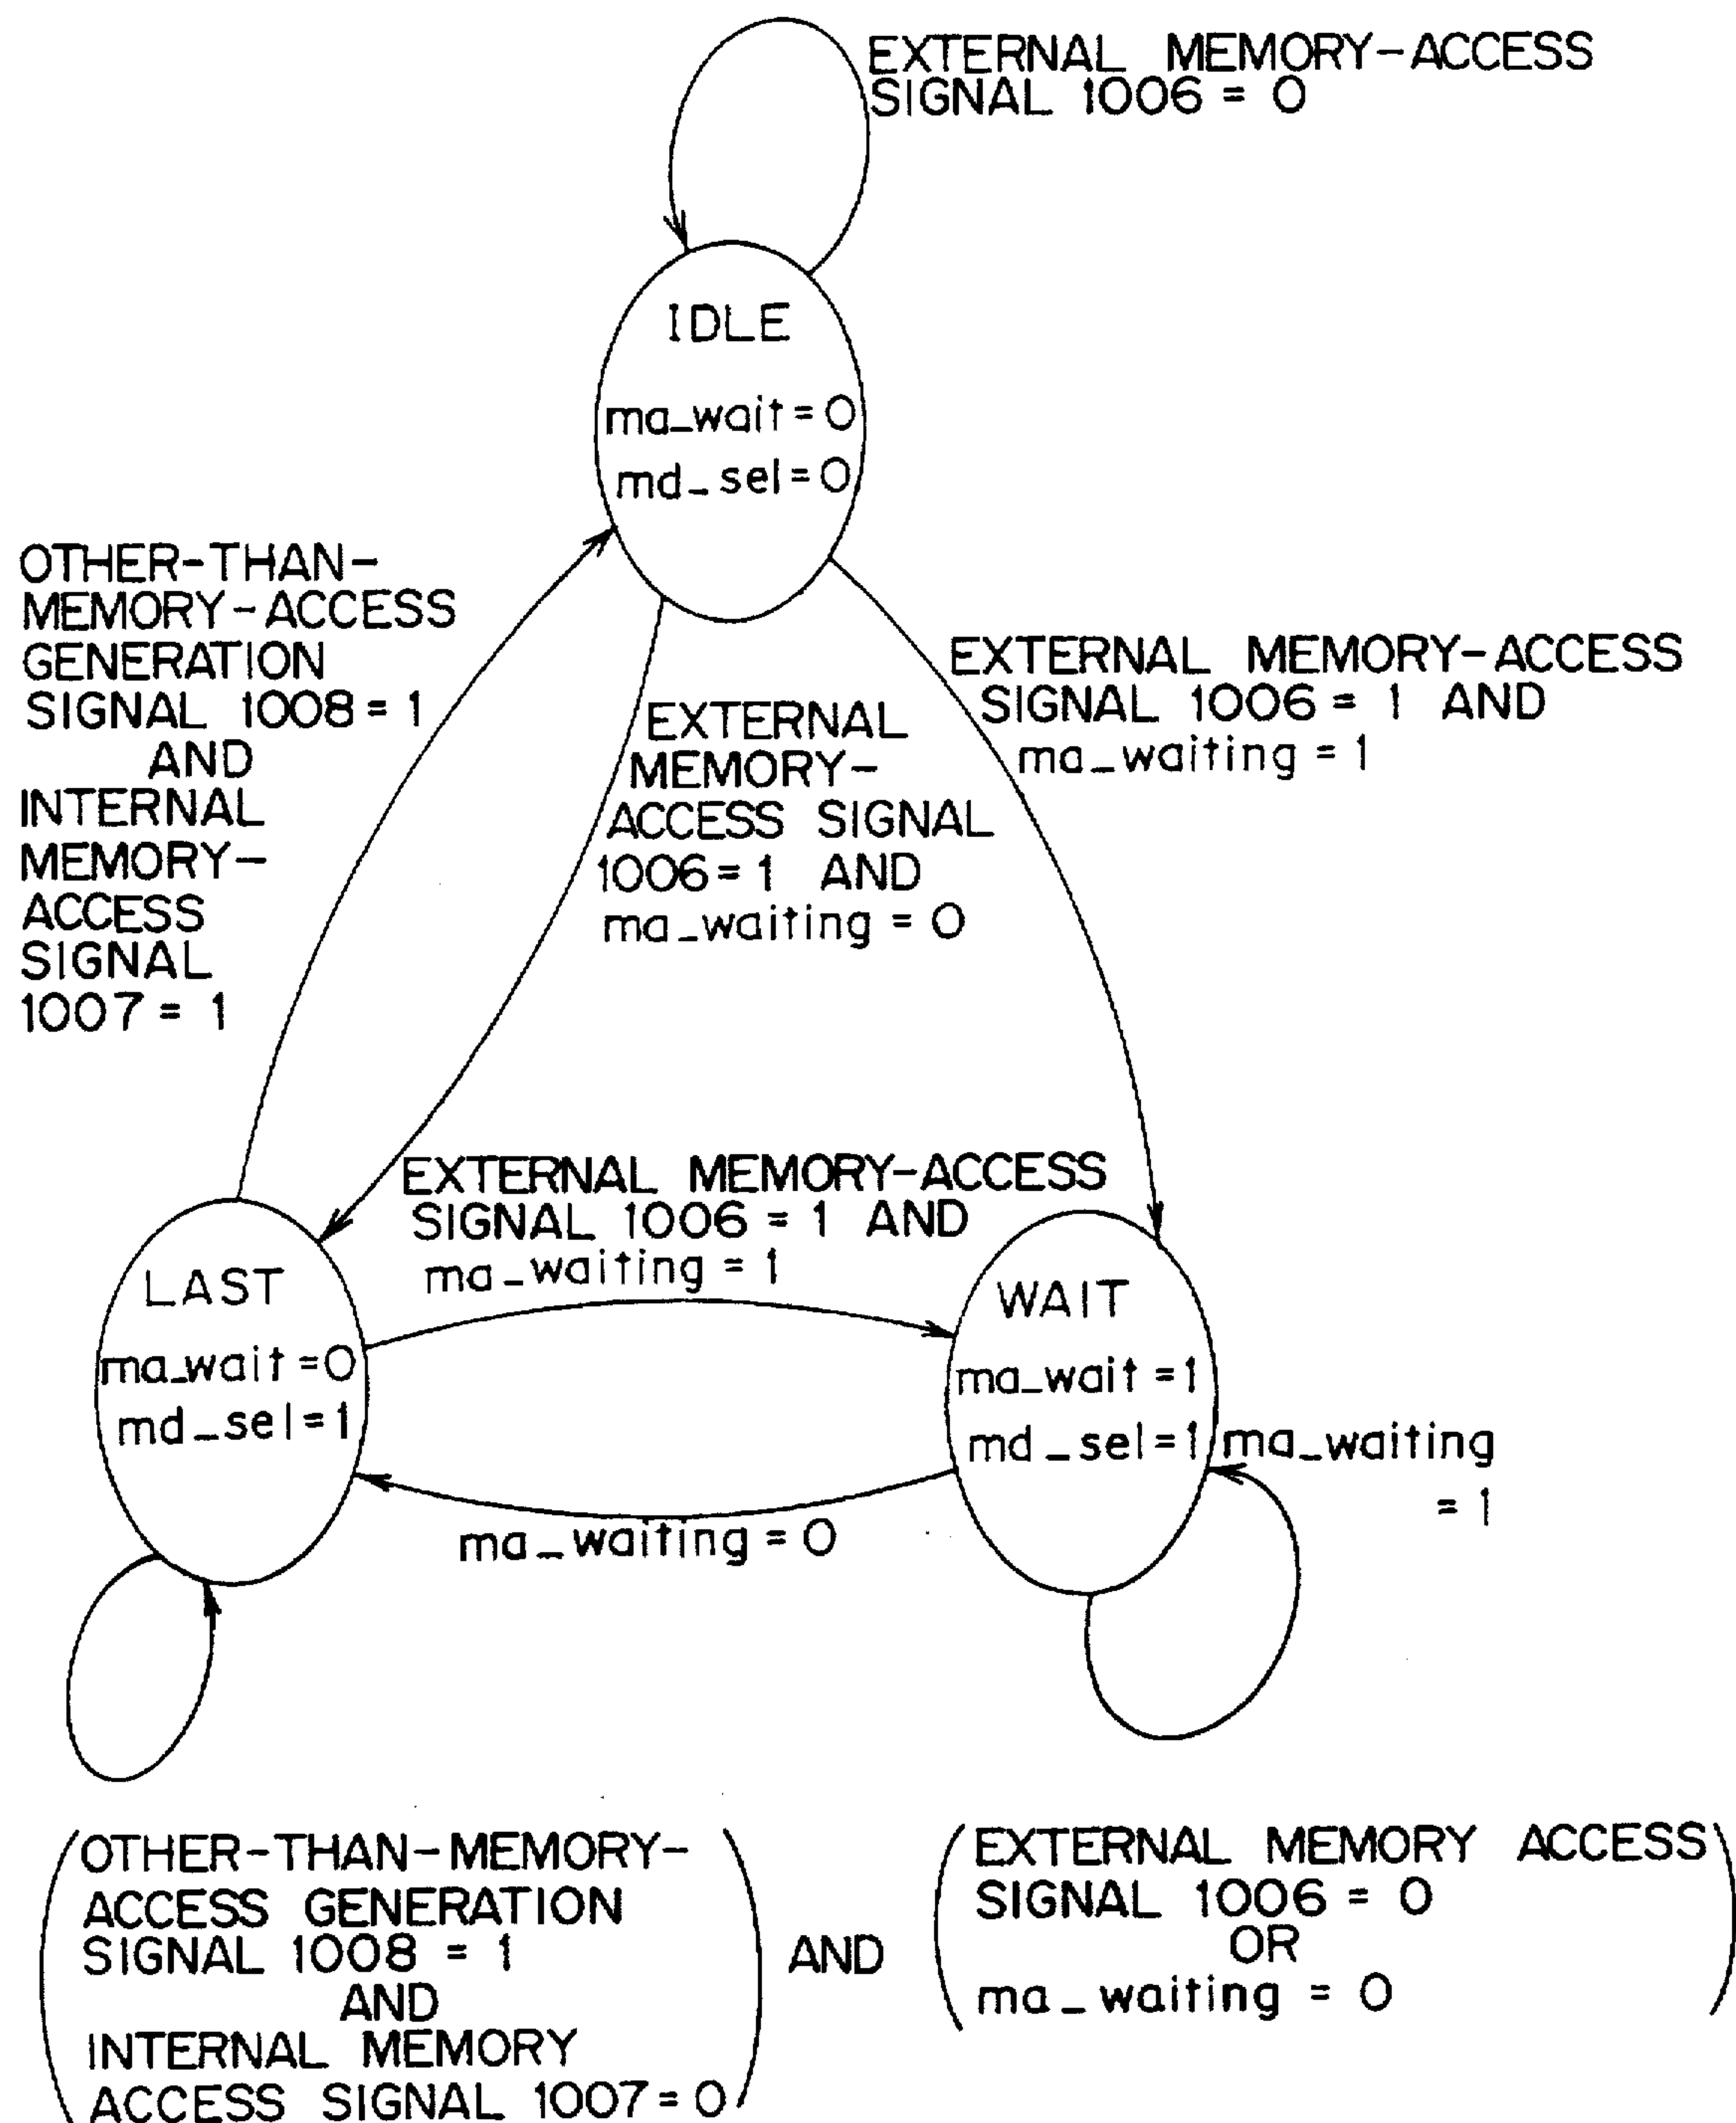 EXTERNAL MEMORY-ACCESS
SIGNAL 1006 = 0
IDLE
ma_wait=0
md_sel=0
OTHER-THAN-
MEMORY-ACCESS
GENERATION
SIGNAL 1008=1
AND
INTERNAL
MEMORY-
ACCESS
SIGNAL
1007= 1
EXTERNAL
MEMORY-
ACCESS SIGNAL
1006=1 AND
ma_waiting = 0
EXTERNAL MEMORY-ACCESS
SIGNAL 1006 = 1 AND
ma_waiting = 1
EXTERNAL MEMORY-ACCESS
SIGNAL 1006 = 1 AND
ma_waiting = 1
LAST
ma_wait=0
md_sel=1
WAIT
ma_wait=1
md_sel=1
ma_waiting
= 1
ma_waiting = 0
(OTHER-THAN-MEMORY-
ACCESS GENERATION
SIGNAL 1008 = 1
AND
INTERNAL MEMORY
ACCESS SIGNAL 1007=0)
AND
(EXTERNAL MEMORY ACCESS
SIGNAL 1006 = 0
OR
ma_waiting = 0)